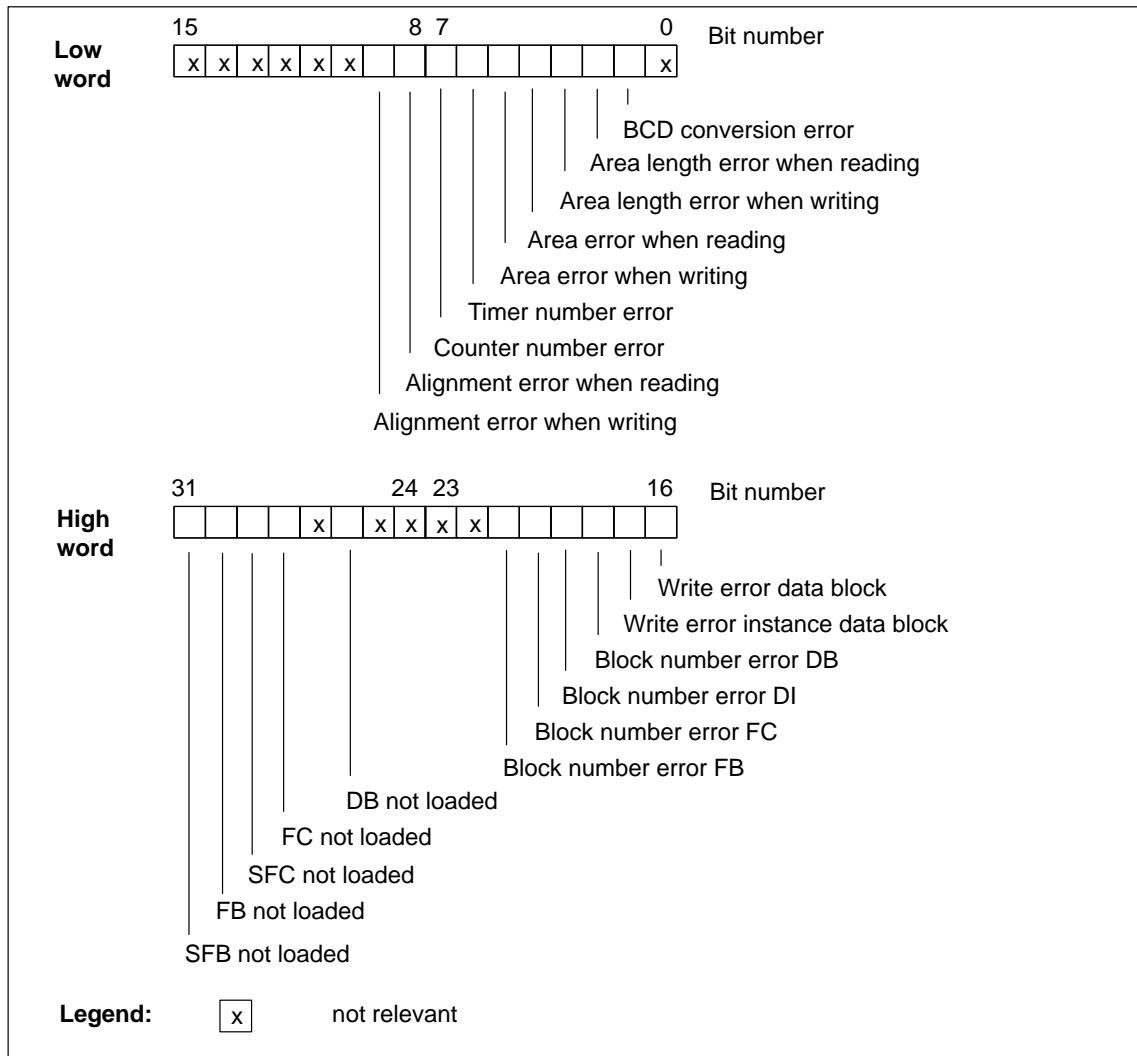 15 8 7 0 Bit number
Low word
x x x x x x x
BCD conversion error
Area length error when reading
Area length error when writing
Area error when reading
Area error when writing
Timer number error
Counter number error
Alignment error when reading
Alignment error when writing
31 24 23 16 Bit number
High word
x x x x x
Write error data block
Write error instance data block
Block number error DB
Block number error DI
Block number error FC
Block number error FB
DB not loaded
FC not loaded
SFC not loaded
FB not loaded
SFB not loaded
Legend: x not relevant